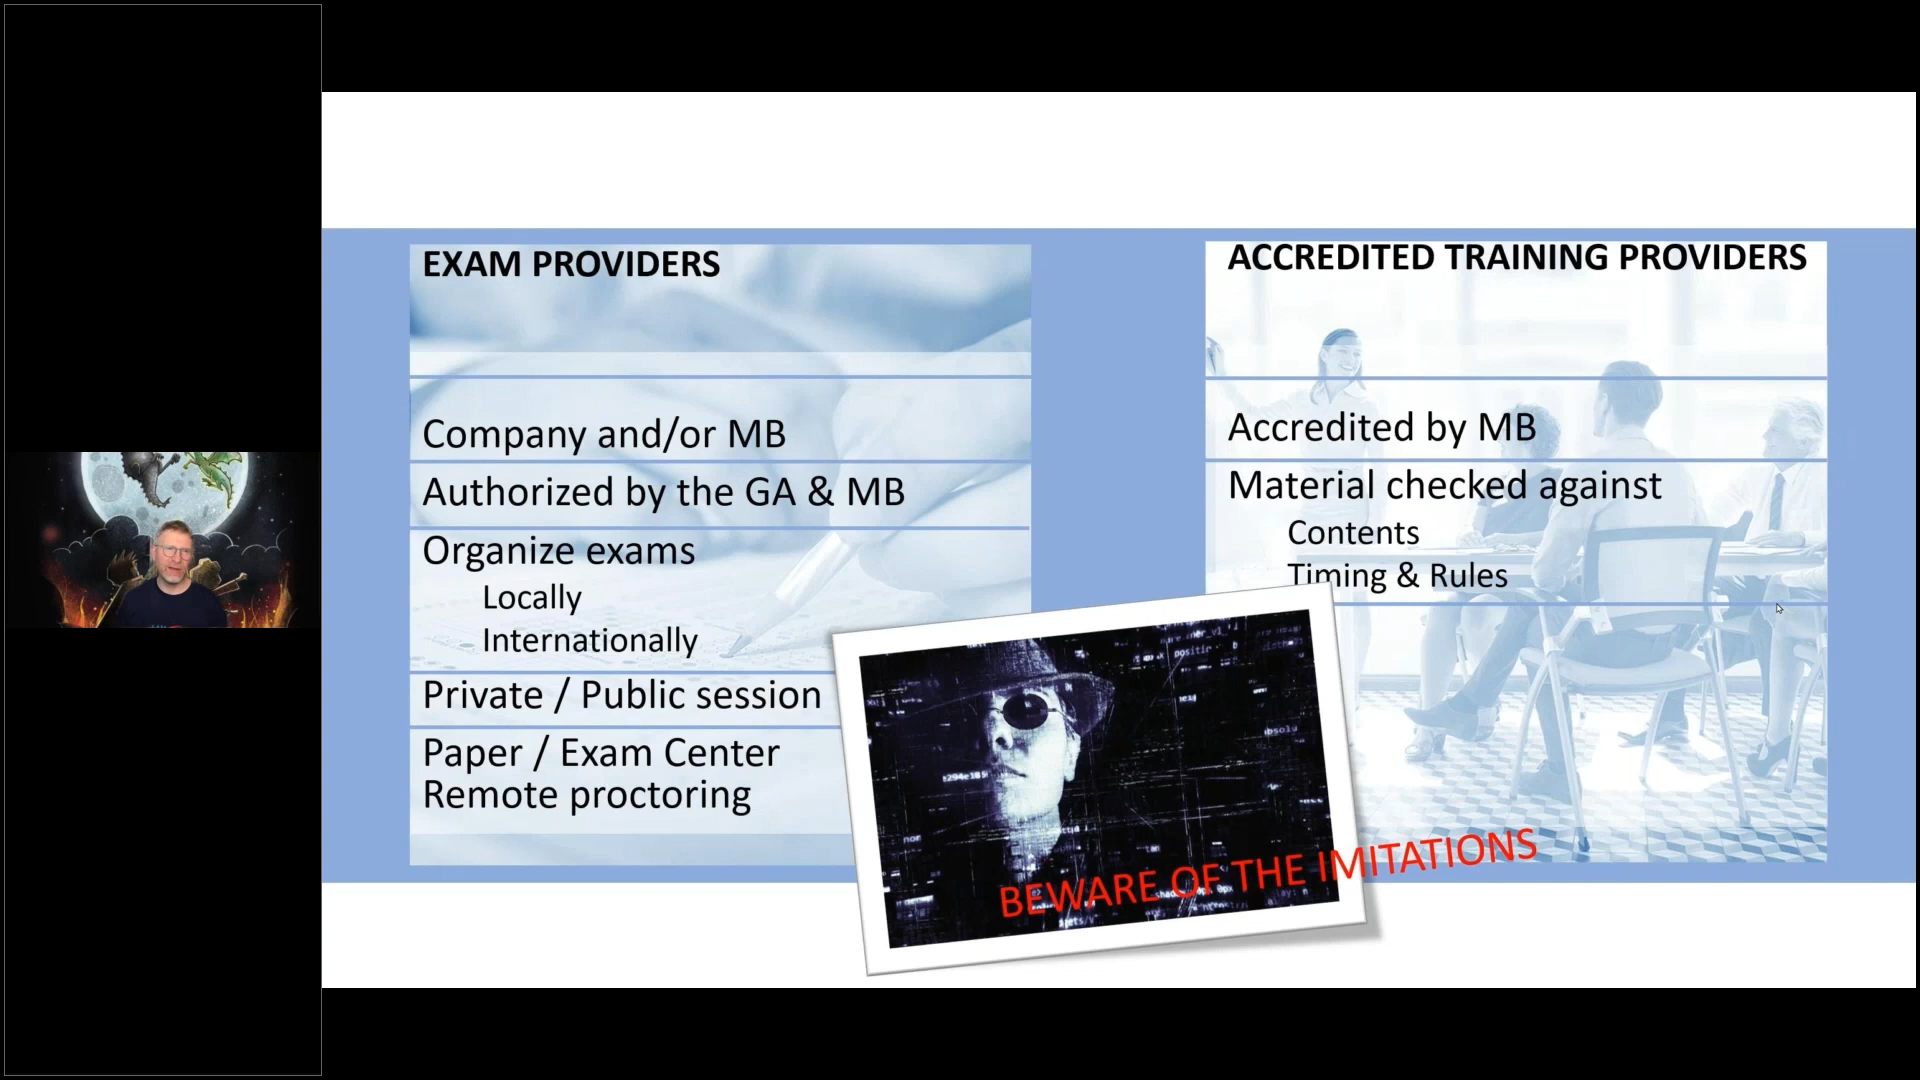 EXAM PROVIDERS
Company and/or MB
Authorized by the GA & MB
Organize exams
Locally
Internationally
Private / Public session
Paper / Exam Center
Remote proctoring
ACCREDITED TRAINING PROVIDERS
Accredited by MB
Material checked against
Contents
Timing & Rules
BEWARE OF THE IMITATIONS